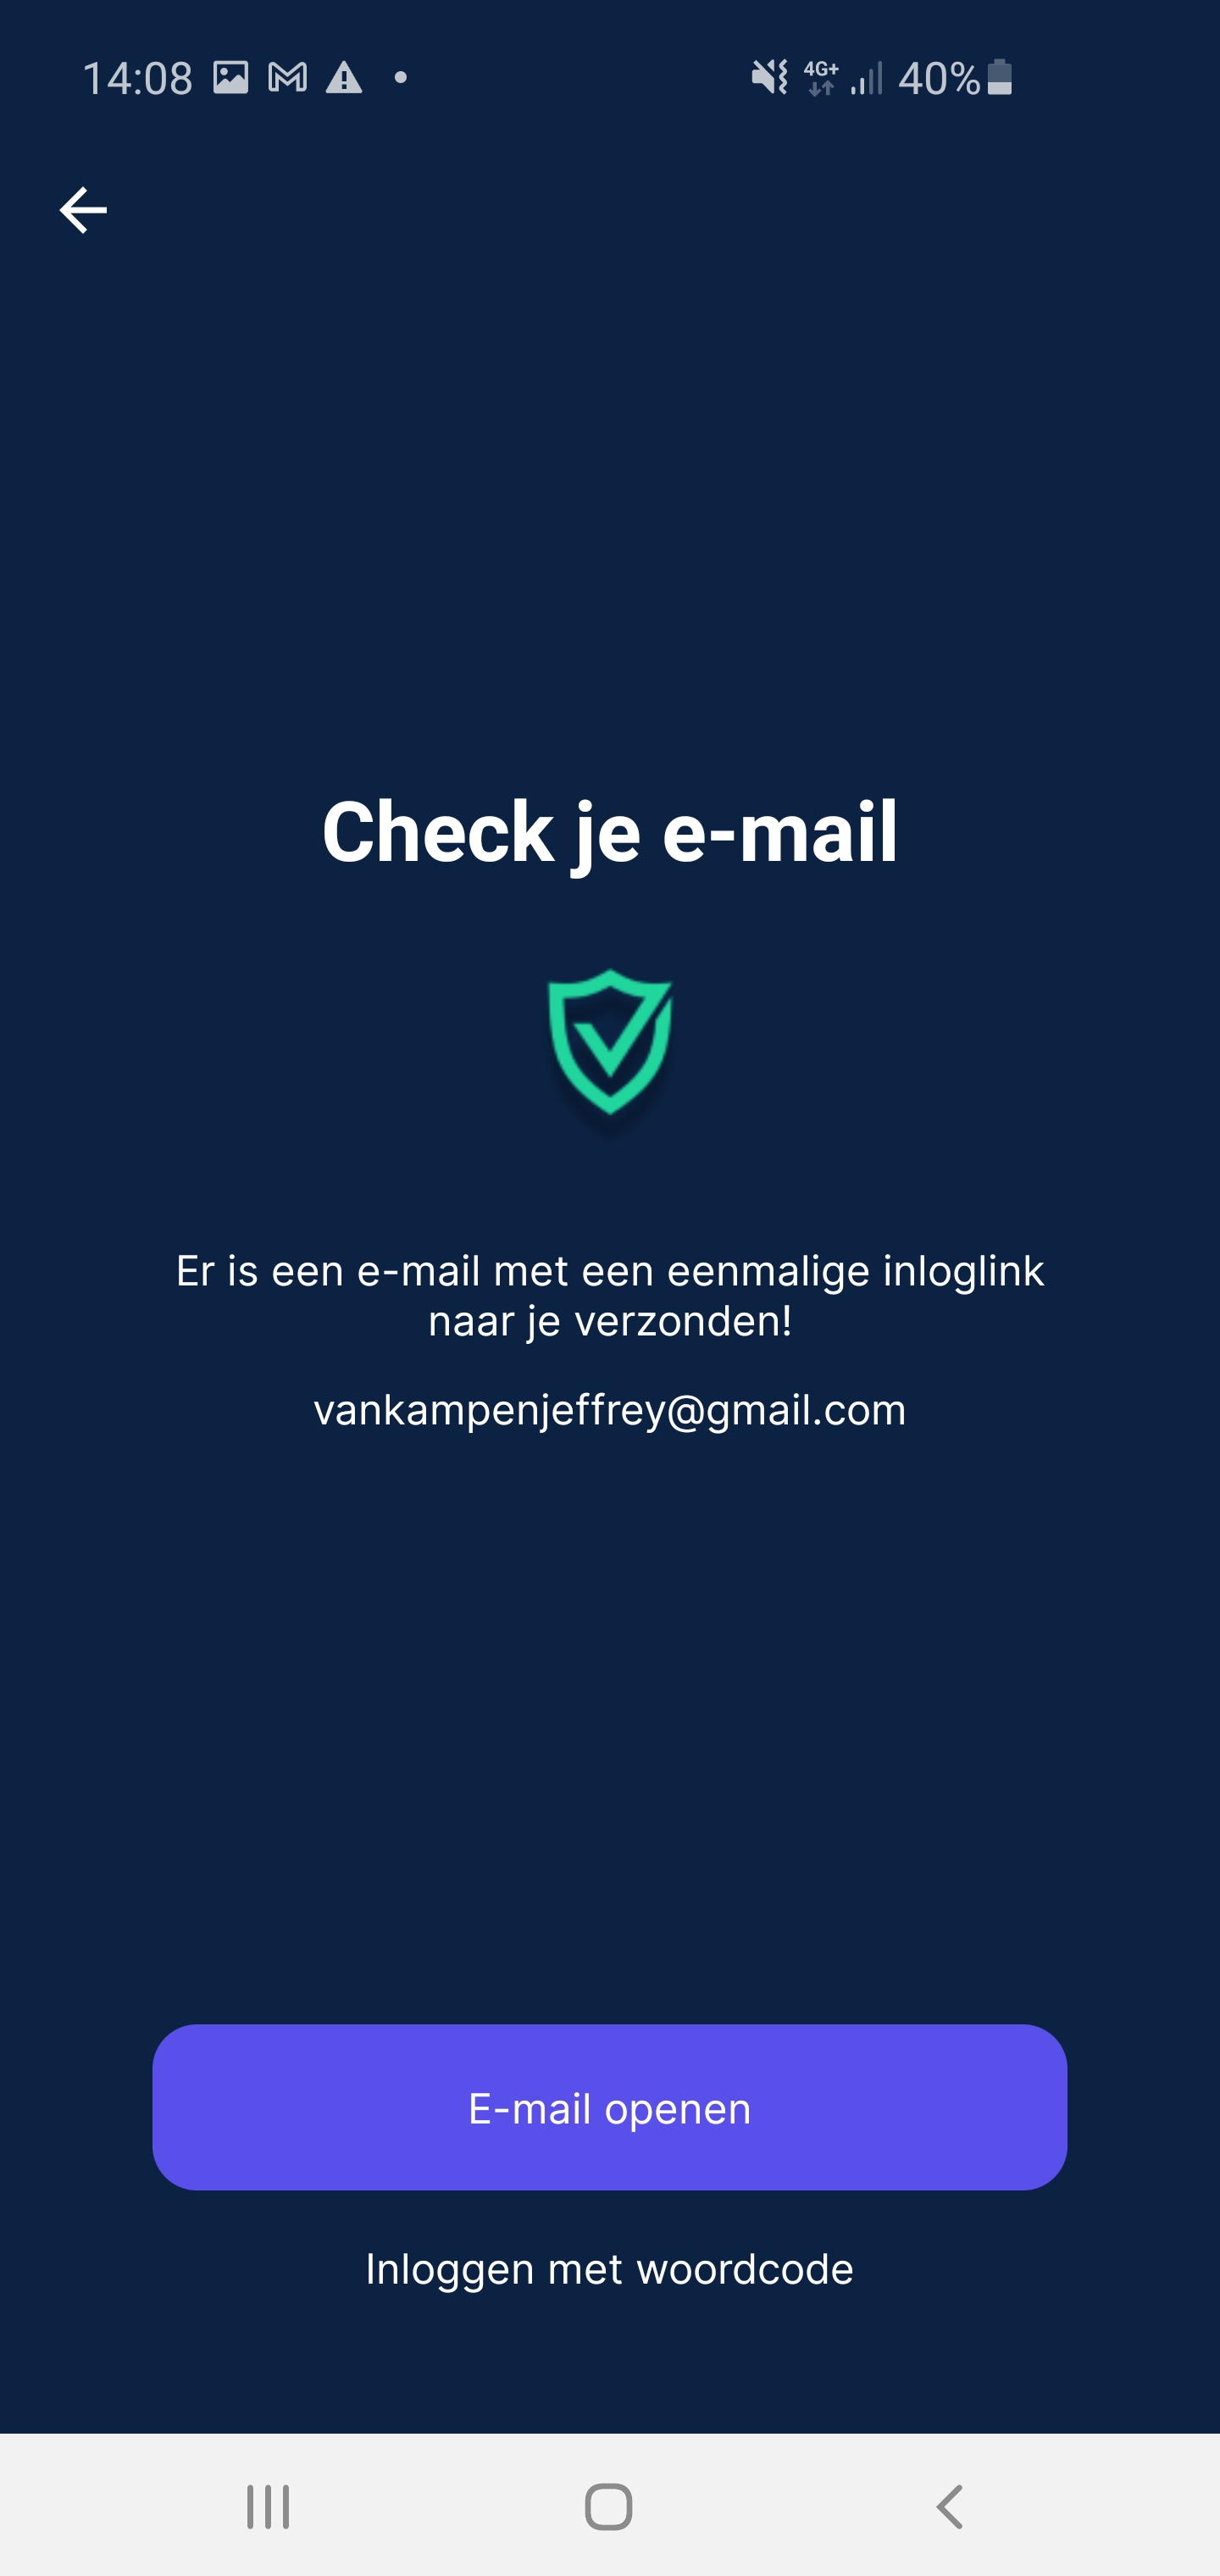 14:08
4G+
40%
Check je e-mail
Er is een e-mail met een eenmalige inloglink
naar je verzonden!
vankampenjeffrey@gmail.com
E-mail openen
Inloggen met woordcode